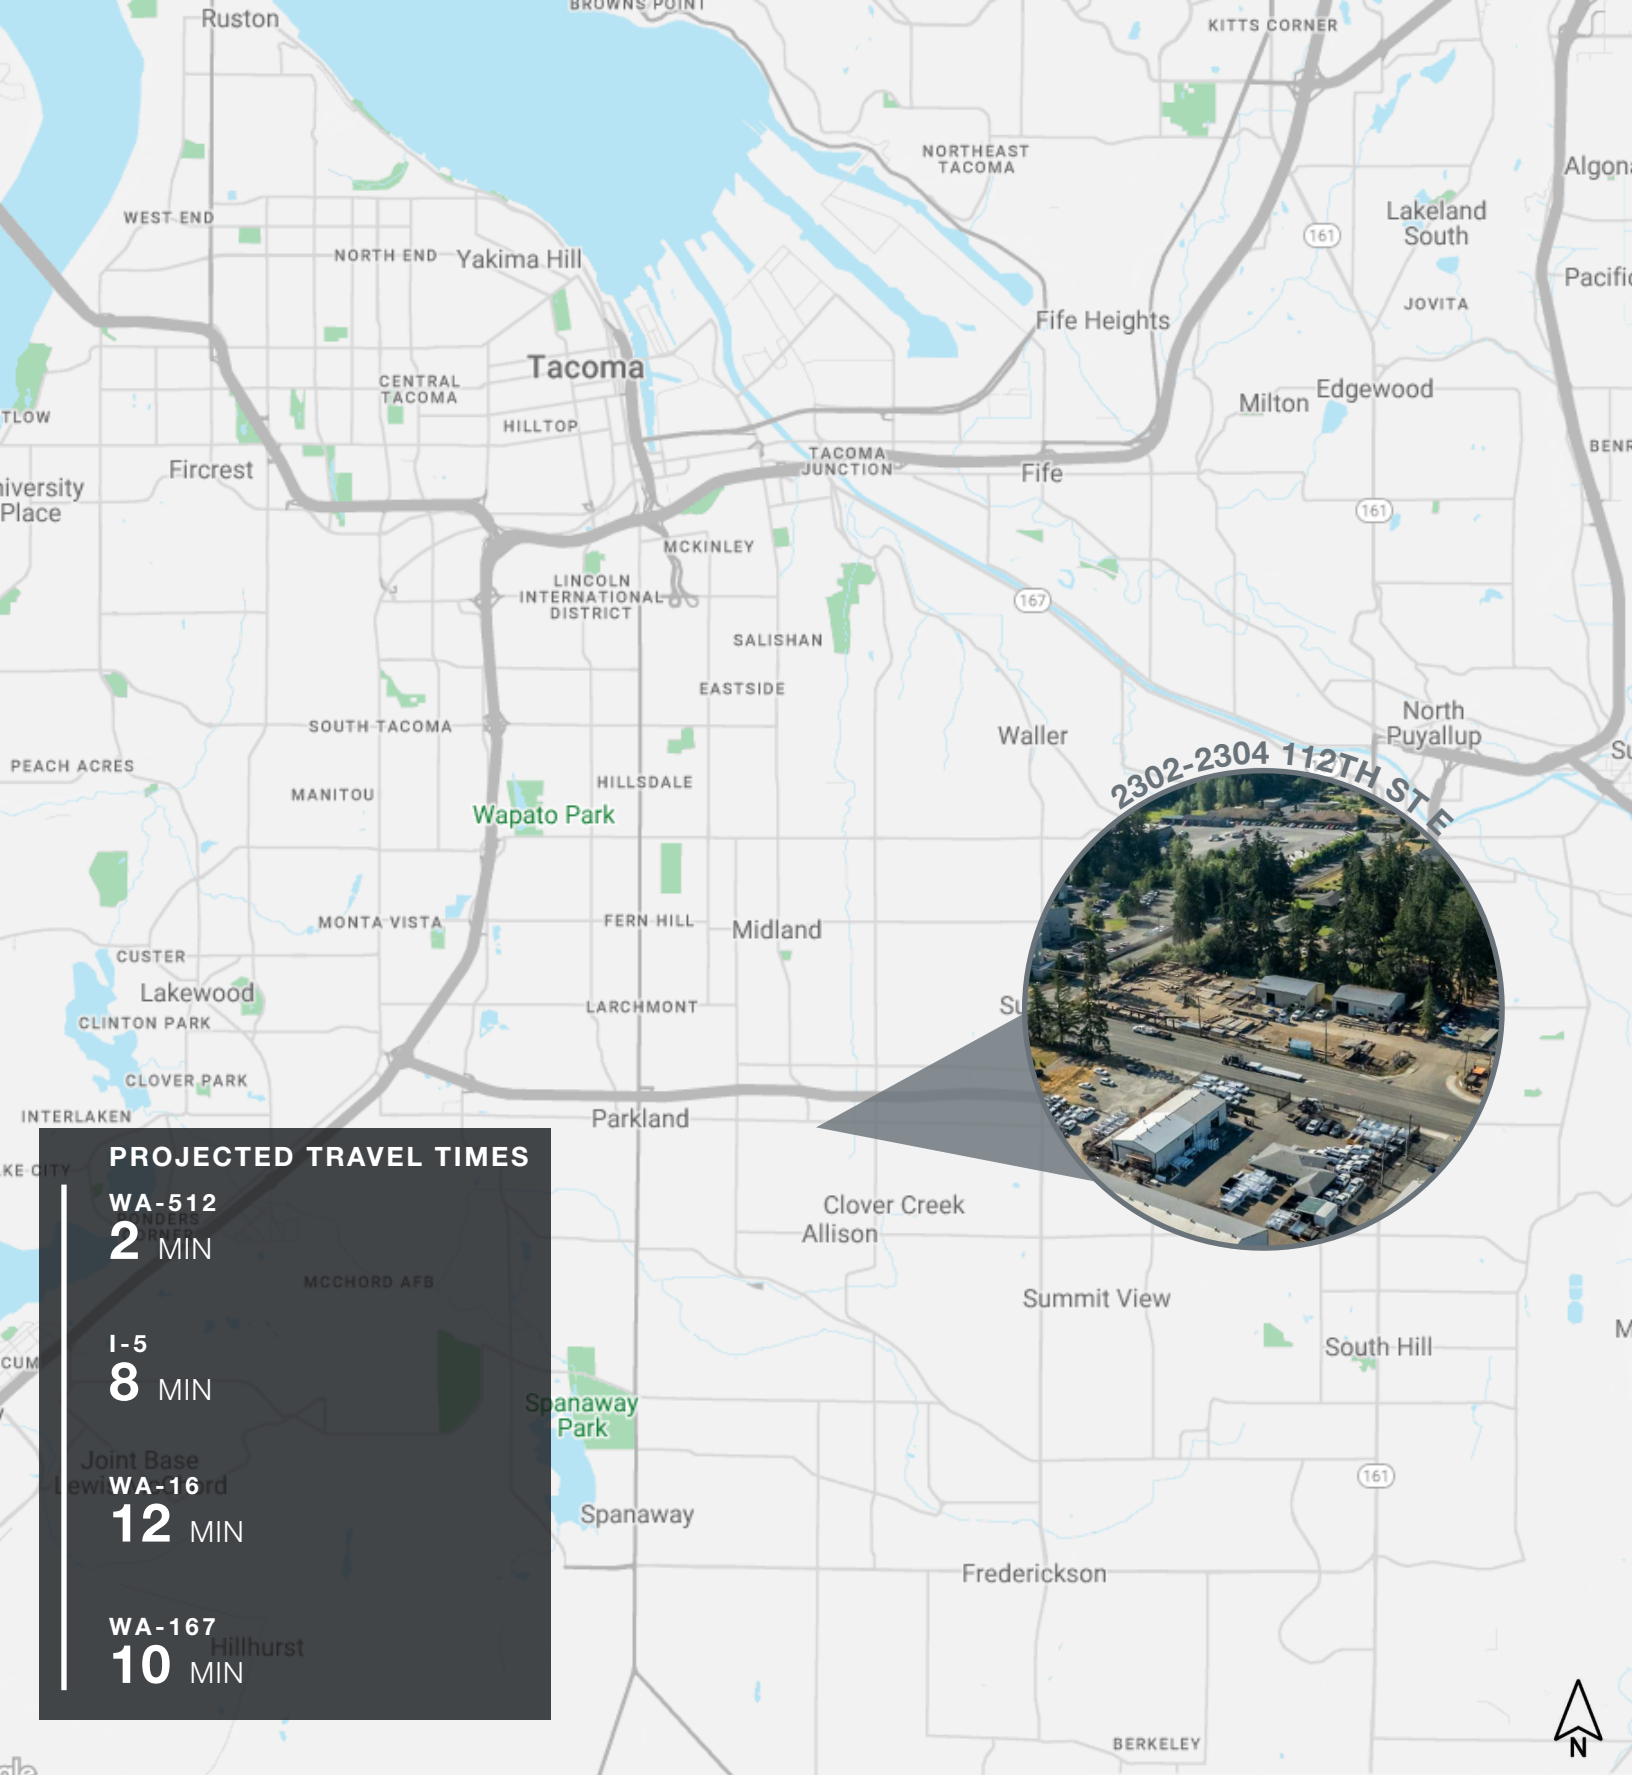 BROWNS POINT
Ruston
KITTS CORNER
NORTHEAST
TACOMA
Lakeland
South
161
WEST END
NORTH END
Yakima Hill
JOVITA
Fife Heights
Tacoma
CENTRAL
TACOMA
Milton
Edgewood
HILLTOP
TACOMA
JUNCTION
Fircrest
Fife
Place
161
MCKINLEY
LINCOLN
INTERNATIONAL
DISTRICT
167
SALISHAN
EASTSIDE
SOUTH TACOMA
Waller
North
Puyallup
PEACH ACRES
HILLSDALE
MANITOU
Wapato Park
2302-2304 112TH ST E
MONTA VISTA
FERN HILL
Midland
CUSTER
Lakewood
LARCHMONT
CLINTON PARK
CLOVER PARK
INTERLAKEN
Parkland
Clover Creek
Allison
Summit View
South Hill
MCCHORD AFB
Spanaway
Park
161
Joint Base
Spanaway
Frederickson
Hillhurst
BERKELEY
PROJECTED TRAVEL TIMES
WA-512
2 MIN
I-5
8 MIN
WA-16
12 MIN
WA-167
10 MIN
N